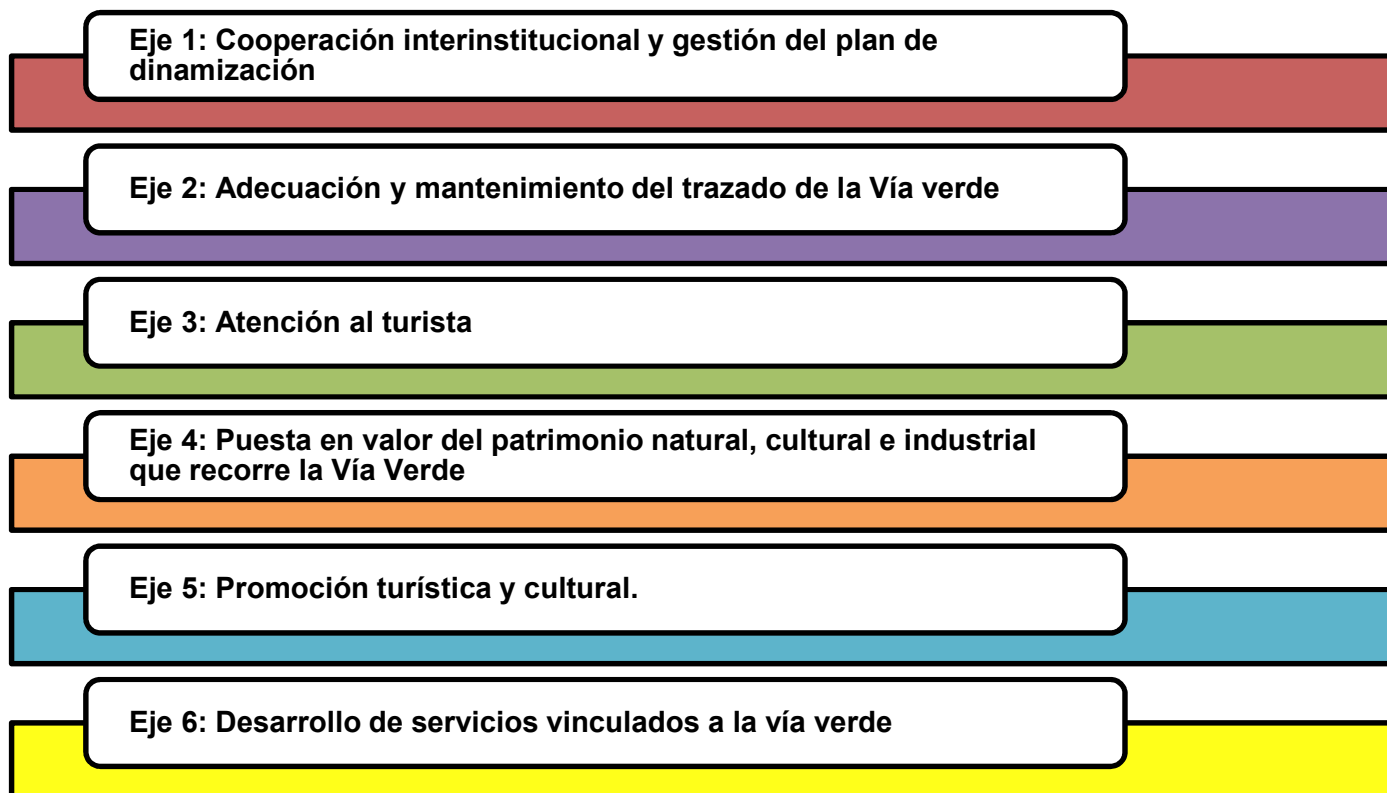 Eje 1: Cooperación interinstitucional y gestión del plan de
dinamización
Eje 2: Adecuación y mantenimiento del trazado de la Vía verde
Eje 3: Atención al turista
Eje 4: Puesta en valor del patrimonio natural, cultural e industrial
que recorre la Vía Verde
Eje 5: Promoción turística y cultural.
Eje 6: Desarrollo de servicios vinculados a la vía verde